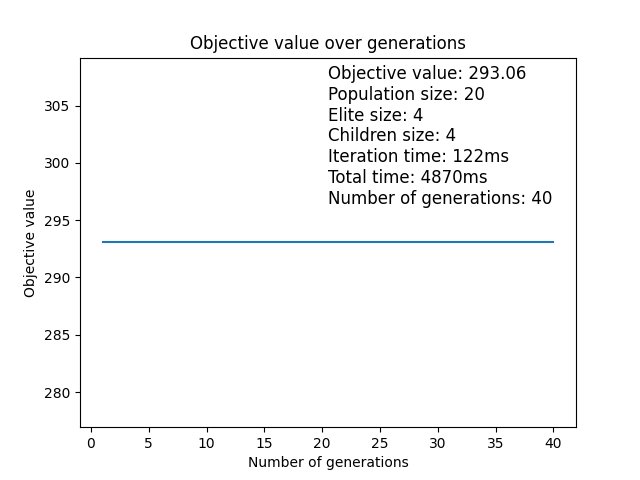 Objective value over generations
Objective value: 293.06
Population size: 20
Elite size: 4
Children size: 4
Iteration time: 122ms
Total time: 4870ms
Number of generations: 40
Objective value
305
300
295
290
285
280
0 5 10 15 20 25 30 35 40
Number of generations